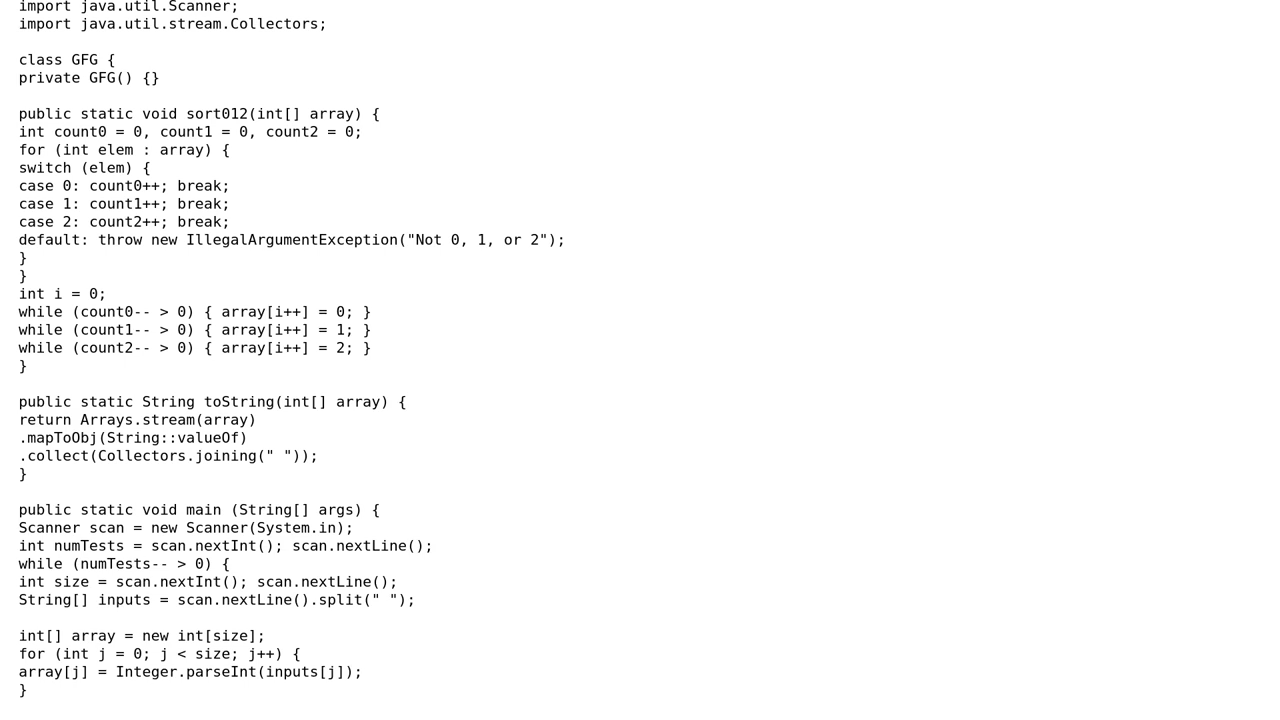 import java.util.Scanner;
import java.util.stream.Collectors;

class GFG {
private GFG() {}

public static void sort012(int[] array) {
int count0 = 0, count1 = 0, count2 = 0;
for (int elem : array) {
switch (elem) {
case 0: count0++; break;
case 1: count1++; break;
case 2: count2++; break;
default: throw new IllegalArgumentException("Not 0, 1, or 2");
}
}
int i = 0;
while (count0-- > 0) { array[i++] = 0; }
while (count1-- > 0) { array[i++] = 1; }
while (count2-- > 0) { array[i++] = 2; }
}

public static String toString(int[] array) {
return Arrays.stream(array)
.mapToObj(String::valueOf)
.collect(Collectors.joining(" "));
}

public static void main (String[] args) {
Scanner scan = new Scanner(System.in);
int numTests = scan.nextInt(); scan.nextLine();
while (numTests-- > 0) {
int size = scan.nextInt(); scan.nextLine();
String[] inputs = scan.nextLine().split(" ");

int[] array = new int[size];
for (int j = 0; j < size; j++) {
array[j] = Integer.parseInt(inputs[j]);
}